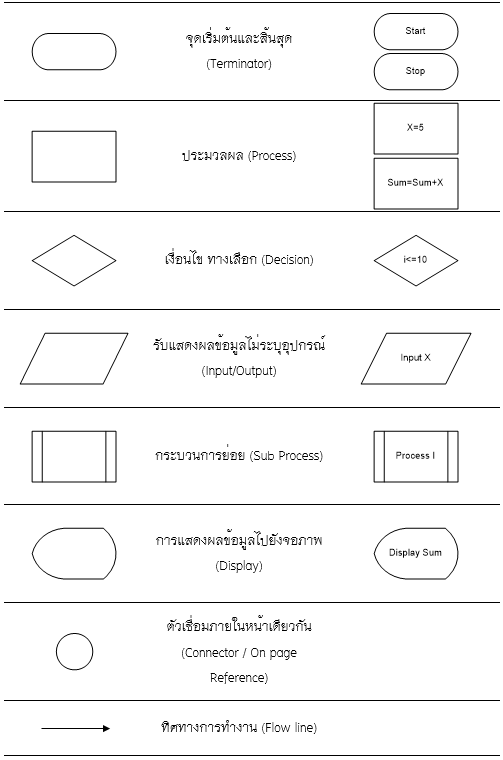 จุดเริ่มต้นและสิ้นสุด
(Terminator)
Start
Stop
ประมวลผล (Process)
X=5
Sum=Sum+X
เงื่อนไข ทางเลือก (Decision)
i<=10
รับแสดงผลข้อมูลไม่ระบุอุปกรณ์
(Input/Output)
Input X
กระบวนการย่อย (Sub Process)
Process I
การแสดงผลข้อมูลไปยังจอภาพ
(Display)
Display Sum
ตัวเชื่อมภายในหน้าเดียวกัน
(Connector / On page
Reference)
ทิศทางการทำงาน (Flow line)